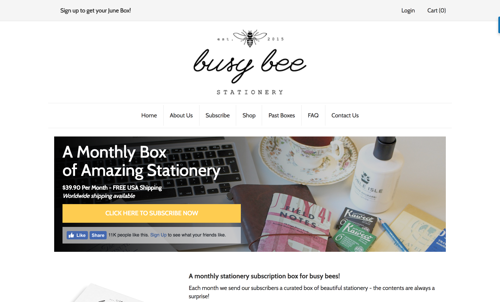 Sign up to get your June Box!
Login
Cart (0)
est. 2015
busy bee
STATIONERY
Home
About Us
Subscribe
Shop
Past Boxes
FAQ
Contact Us
A Monthly Box
of Amazing Stationery
$39.90 Per Month - FREE USA Shipping
Worldwide shipping available
CLICK HERE TO SUBSCRIBE NOW
Like
Share
11K people like this. Sign Up to see what your friends like.
FIELD
NOTES
Kaweco
Kaweco
A monthly stationery subscription box for busy bees!
Each month we send our subscribers a curated box of beautiful stationery - the contents are always a
surprise!